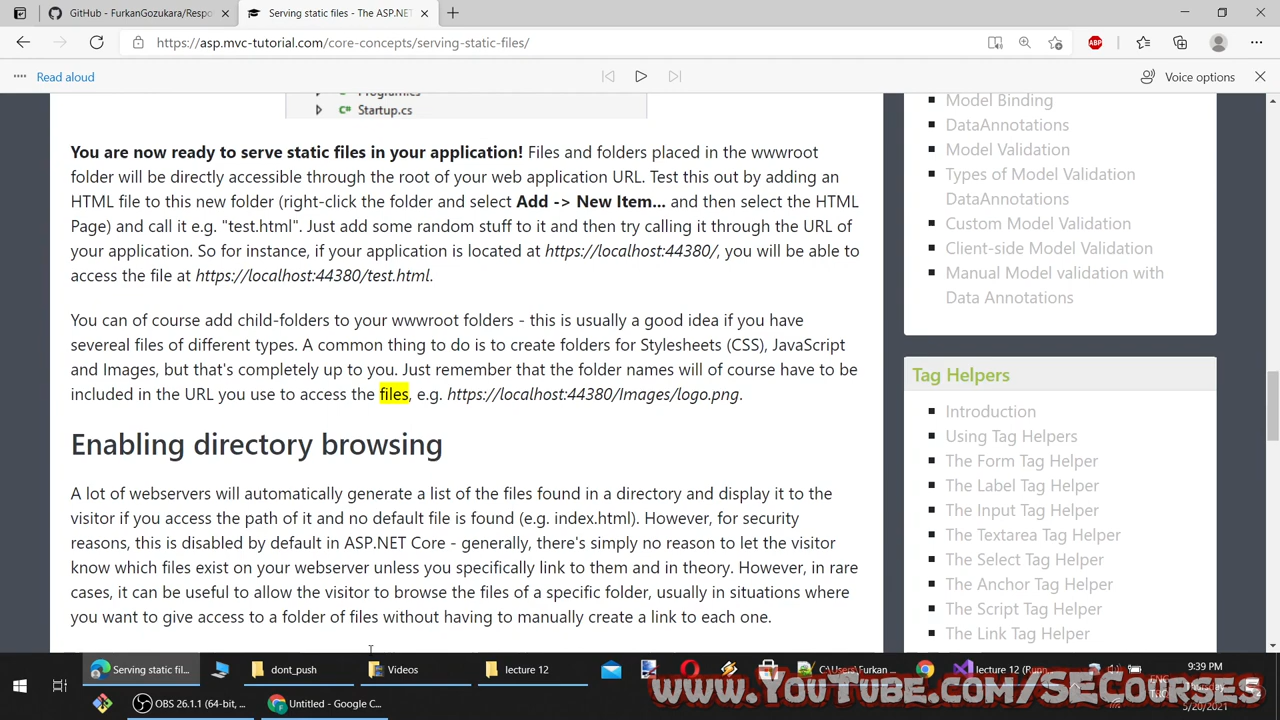 GitHub - FurkanGozukara/Respo
Serving static files - The ASP.NET
https://asp.mvc-tutorial.com/core-concepts/serving-static-files/
ABP
Read aloud
Voice options
Startup.cs
You are now ready to serve static files in your application! Files and folders placed in the wwwroot
folder will be directly accessible through the root of your web application URL. Test this out by adding an
HTML file to this new folder (right-click the folder and select Add -> New Item... and then select the HTML
Page) and call it e.g. "test.html". Just add some random stuff to it and then try calling it through the URL of
your application. So for instance, if your application is located at https://localhost:44380/, you will be able to
access the file at https://localhost:44380/test.html.
You can of course add child-folders to your wwwroot folders - this is usually a good idea if you have
severeal files of different types. A common thing to do is to create folders for Stylesheets (CSS), JavaScript
and Images, but that's completely up to you. Just remember that the folder names will of course have to be
included in the URL you use to access the files, e.g. https://localhost:44380/Images/logo.png.
Enabling directory browsing
A lot of webservers will automatically generate a list of the files found in a directory and display it to the
visitor if you access the path of it and no default file is found (e.g. index.html). However, for security
reasons, this is disabled by default in ASP.NET Core - generally, there's simply no reason to let the visitor
know which files exist on your webserver unless you specifically link to them and in theory. However, in rare
cases, it can be useful to allow the visitor to browse the files of a specific folder, usually in situations where
you want to give access to a folder of files without having to manually create a link to each one.
Model Binding
DataAnnotations
Model Validation
Types of Model Validation
DataAnnotations
Custom Model Validation
Client-side Model Validation
Manual Model validation with
Data Annotations
Tag Helpers
Introduction
Using Tag Helpers
The Form Tag Helper
The Label Tag Helper
The Input Tag Helper
The Textarea Tag Helper
The Select Tag Helper
The Anchor Tag Helper
The Script Tag Helper
The Link Tag Helper
Serving static fil...
dont_push
Videos
lecture 12
C:\Users\Furkan ...
lecture 12 (Runn...
9:39 PM
OBS 26.1.1 (64-bit, ...
Untitled - Google C...
5/20/2021
www.YouTube.com/SECourses